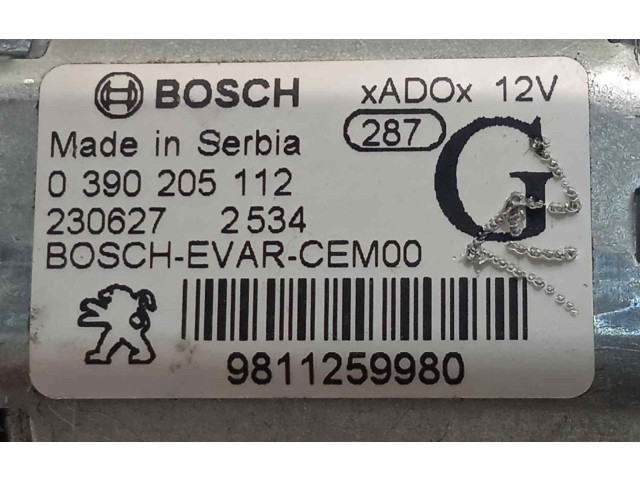 BOSCH xADOx 12V
287
Made in Serbia
G
0 390 205 112
230627 2534
BOSCH-EVAR-CEM00
9811259980